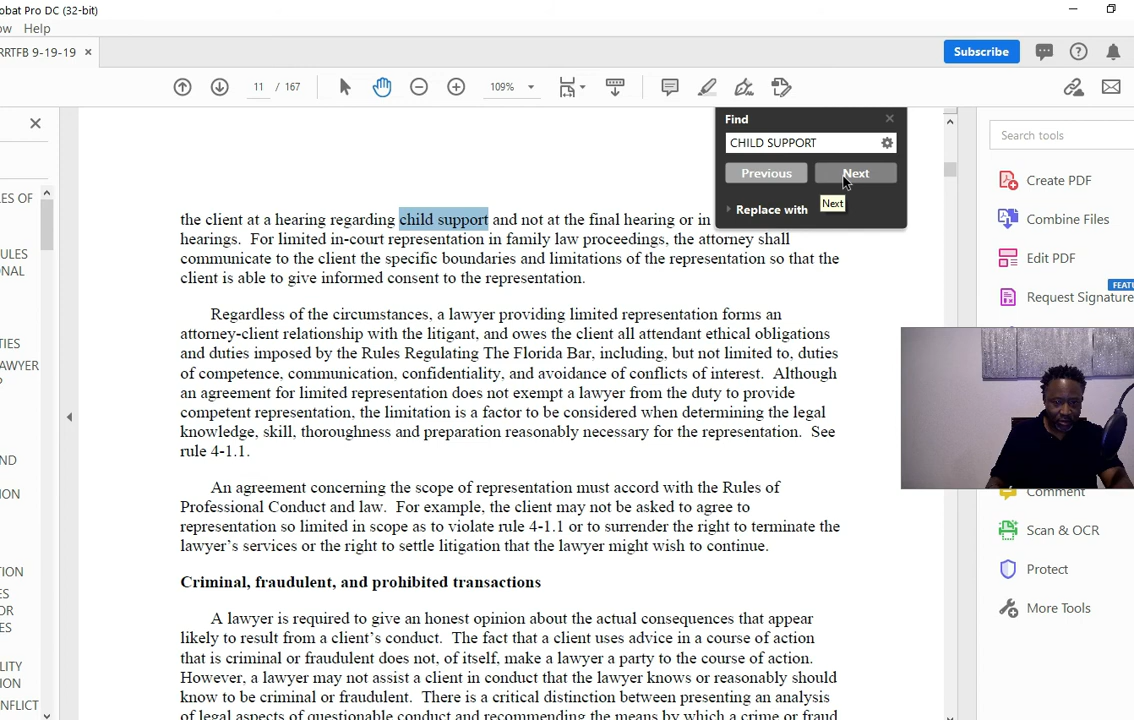 obat Pro DC (32-bit)
ow Help
RRTFB 9-19-19 ×
Subscribe
11 / 167
109%
Find
CHILD SUPPORT
Previous
Next
Next
Replace with
Search tools
Create PDF
Combine Files
Edit PDF
FEATU
Request Signature
Comment
Scan & OCR
Protect
More Tools
ES OF
ULES
ONAL
TIES
AWYER
P
ND
ON
TION
ES
OR
ES
LITY
ION
NFLICT
the client at a hearing regarding child support and not at the final hearing or in
hearings. For limited in-court representation in family law proceedings, the attorney shall
communicate to the client the specific boundaries and limitations of the representation so that the
client is able to give informed consent to the representation.
Regardless of the circumstances, a lawyer providing limited representation forms an
attorney-client relationship with the litigant, and owes the client all attendant ethical obligations
and duties imposed by the Rules Regulating The Florida Bar, including, but not limited to, duties
of competence, communication, confidentiality, and avoidance of conflicts of interest. Although
an agreement for limited representation does not exempt a lawyer from the duty to provide
competent representation, the limitation is a factor to be considered when determining the legal
knowledge, skill, thoroughness and preparation reasonably necessary for the representation. See
rule 4-1.1.
An agreement concerning the scope of representation must accord with the Rules of
Professional Conduct and law. For example, the client may not be asked to agree to
representation so limited in scope as to violate rule 4-1.1 or to surrender the right to terminate the
lawyer's services or the right to settle litigation that the lawyer might wish to continue.
Criminal, fraudulent, and prohibited transactions
A lawyer is required to give an honest opinion about the actual consequences that appear
likely to result from a client's conduct. The fact that a client uses advice in a course of action
that is criminal or fraudulent does not, of itself, make a lawyer a party to the course of action.
However, a lawyer may not assist a client in conduct that the lawyer knows or reasonably should
know to be criminal or fraudulent. There is a critical distinction between presenting an analysis
of legal aspects of questionable conduct and recommending the means by which a crime or fraud